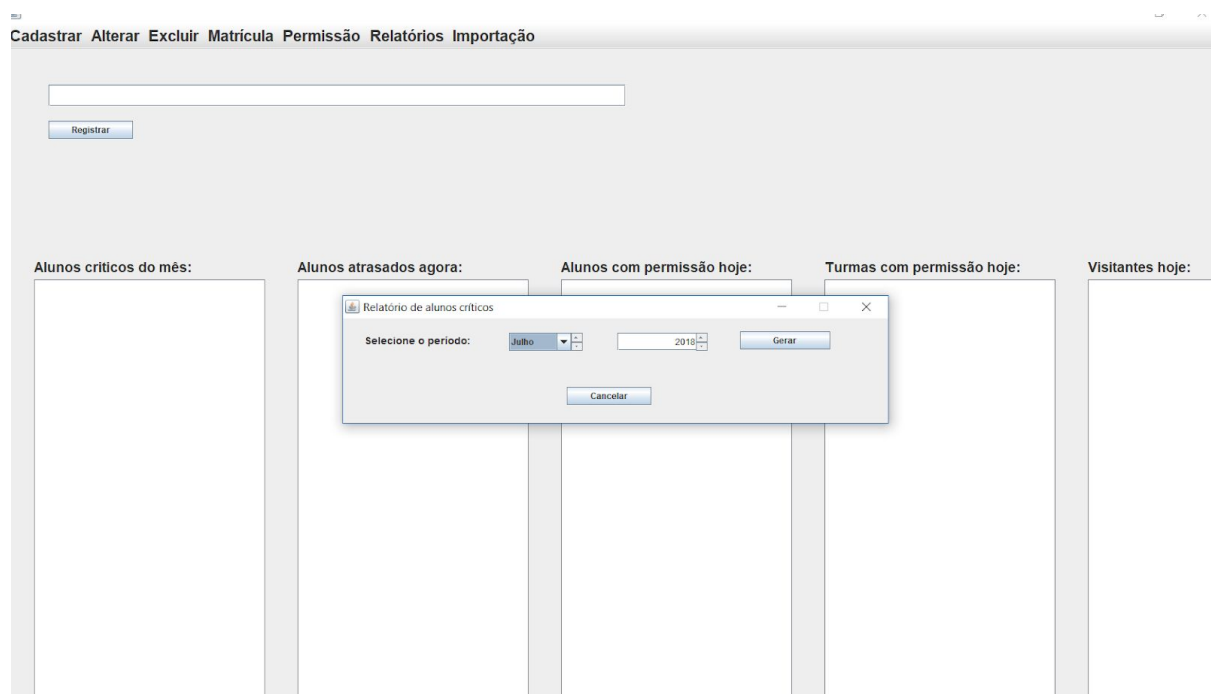 Cadastrar Alterar Excluir Matrícula Permissão Relatórios Importação
Registrar
Alunos criticos do mês: Alunos atrasados agora: Alunos com permissão hoje: Turmas com permissão hoje: Visitantes hoje:
Relatório de alunos críticos
Selecione o periodo: Julho 2018 Gerar
Cancelar